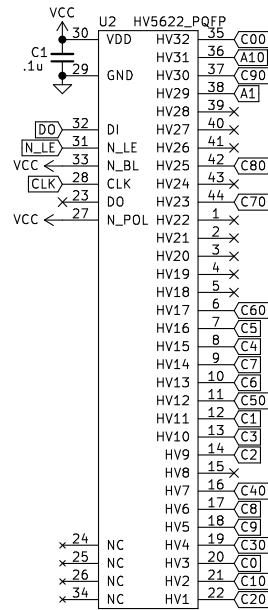 VCC
U2 HV5622_PQFP
30 VDD HV32 35 C00
C1 HV31 36 A10
.1u
29 GND HV30 37 C90
HV29 38 A1
HV28 39
DO 32 DI HV27 40
N_LE 31 N_LE HV26 41
VCC 33 N_BL HV25 42 C80
CLK 28 CLK HV24 43
23 DO HV23 44 C70
VCC 27 N_POL HV22 1
HV21 2
HV20 3
HV19 4
HV18 5
HV17 6 C60
HV16 7 C5
HV15 8 C4
HV14 9 C7
HV13 10 C6
HV12 11 C50
HV11 12 C1
HV10 13 C3
HV9 14 C2
HV8 15
HV7 16 C40
HV6 17 C8
HV5 18 C9
24 NC HV4 19 C30
25 NC HV3 20 C0
26 NC HV2 21 C10
34 NC HV1 22 C20